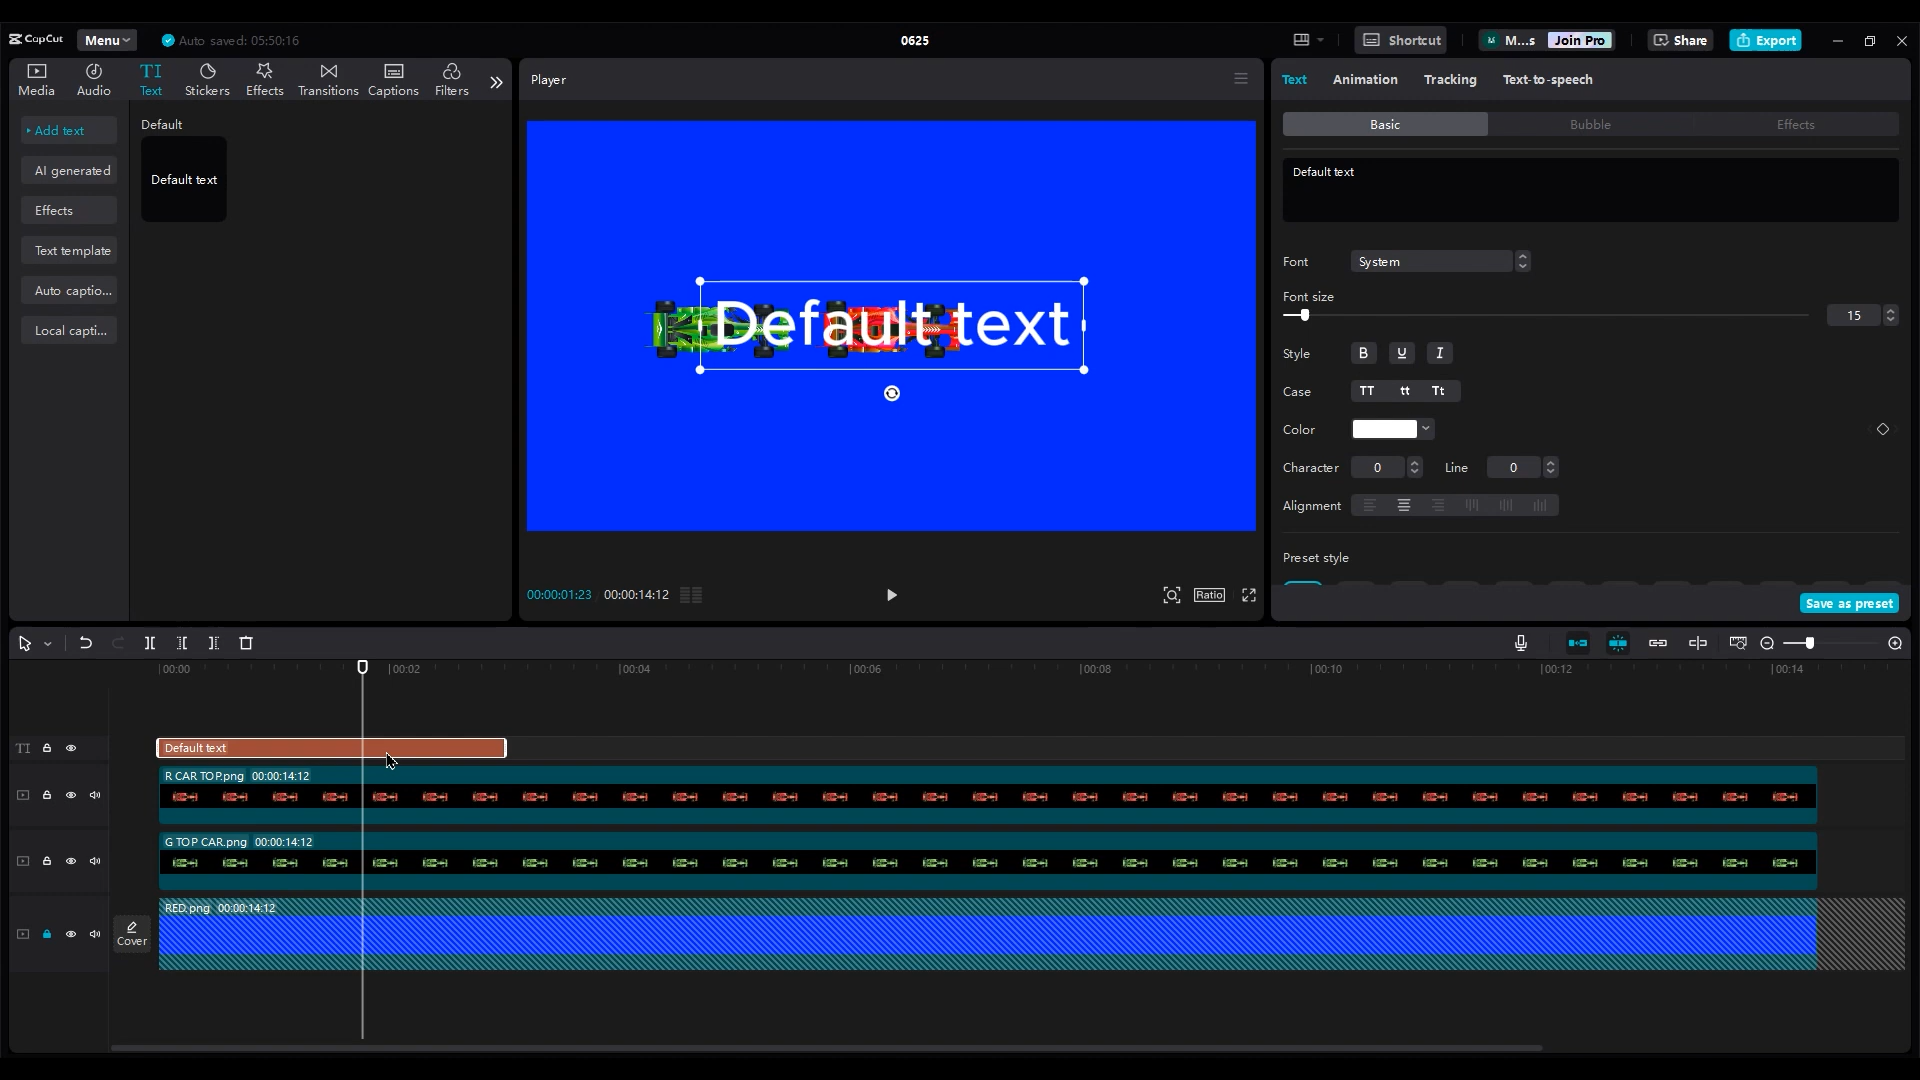 CapCut
Menu
Auto saved: 05:50:16
0625
Shortcut
M...s
Join Pro
Share
Export
Media
Audio
TI
Text
Stickers
Effects
Transitions
Captions
Filters
Add text
AI generated
Effects
Text template
Auto captio...
Local capti...
Default
Default text
Player
Default text
00:00:01:23
00:00:14:12
Ratio
Text
Animation
Tracking
Text-to-speech
Basic
Bubble
Effects
Default text
Font
System
Font size
15
Style
B
U
I
Case
TT
tt
Tt
Color
Character
0
Line
0
Alignment
Preset style
Save as preset
00:00
00:02
00:04
00:06
00:08
00:10
00:12
00:14
TI
Default text
R CAR TOP.png 00:00:14:12
G TOP CAR.png 00:00:14:12
RED.png 00:00:14:12
Cover